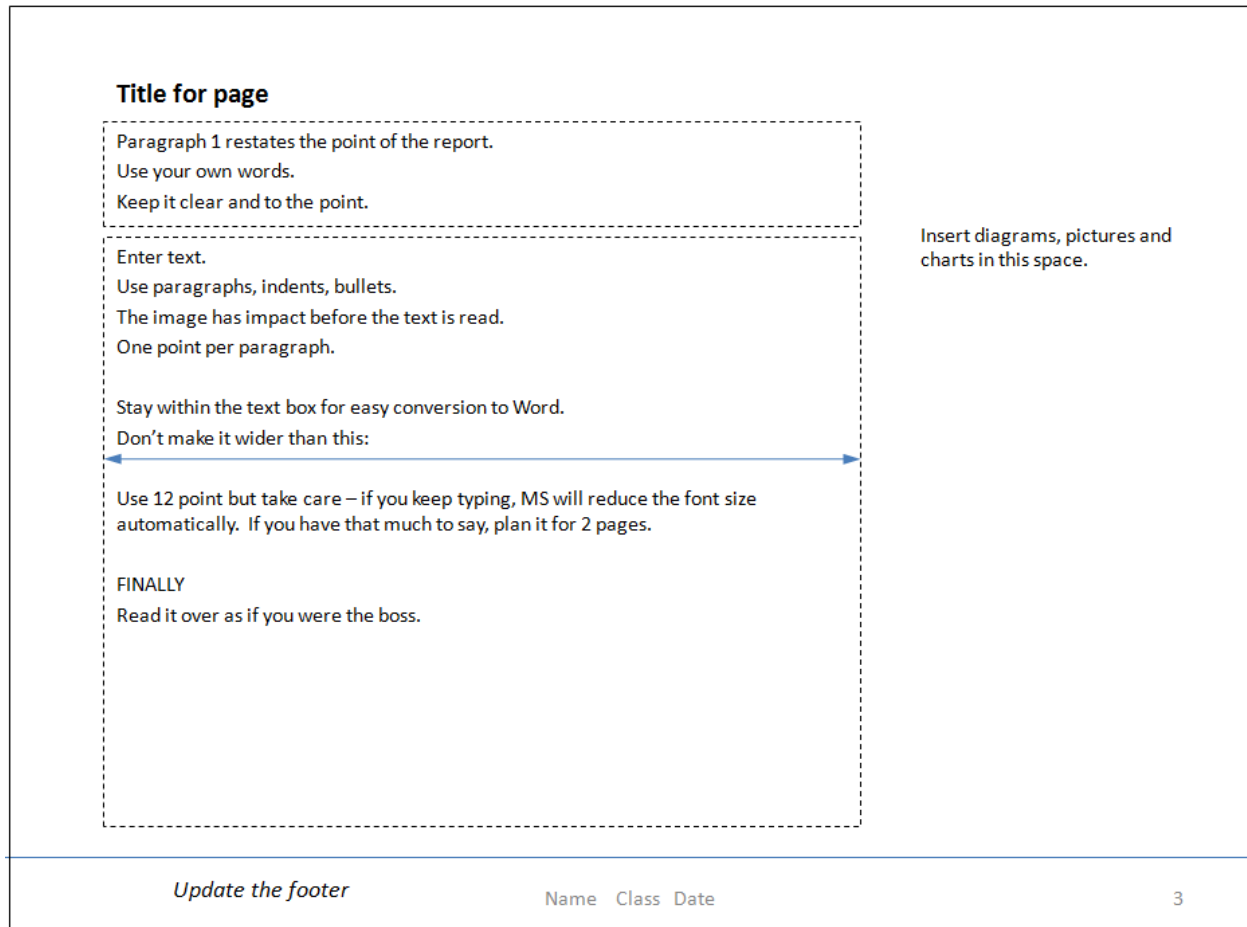 Title for page
Paragraph 1 restates the point of the report.
Use your own words.
Keep it clear and to the point.
Insert diagrams, pictures and
charts in this space.
Enter text.
Use paragraphs, indents, bullets.
The image has impact before the text is read.
One point per paragraph.
Stay within the text box for easy conversion to Word.
Don’t make it wider than this:
Use 12 point but take care – if you keep typing, MS will reduce the font size
automatically.  If you have that much to say, plan it for 2 pages.
FINALLY
Read it over as if you were the boss.
Update the footer
Name   Class   Date
3